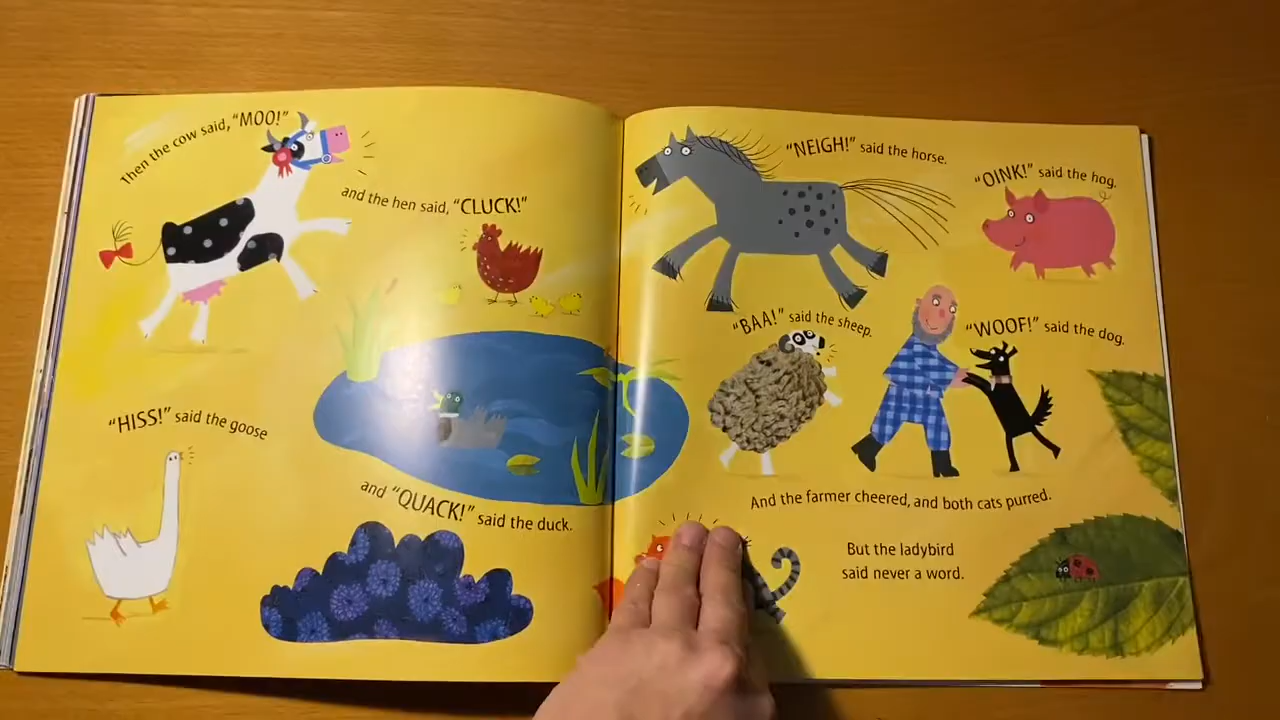 Then the cow said, “MOO!”
and the hen said, “CLUCK!”
“HISS!” said the goose
and “QUACK!” said the duck.
“NEIGH!” said the horse.
“OINK!” said the hog.
“BAA!” said the sheep.
“WOOF!” said the dog.
And the farmer cheered, and both cats purred.
But the ladybird
said never a word.